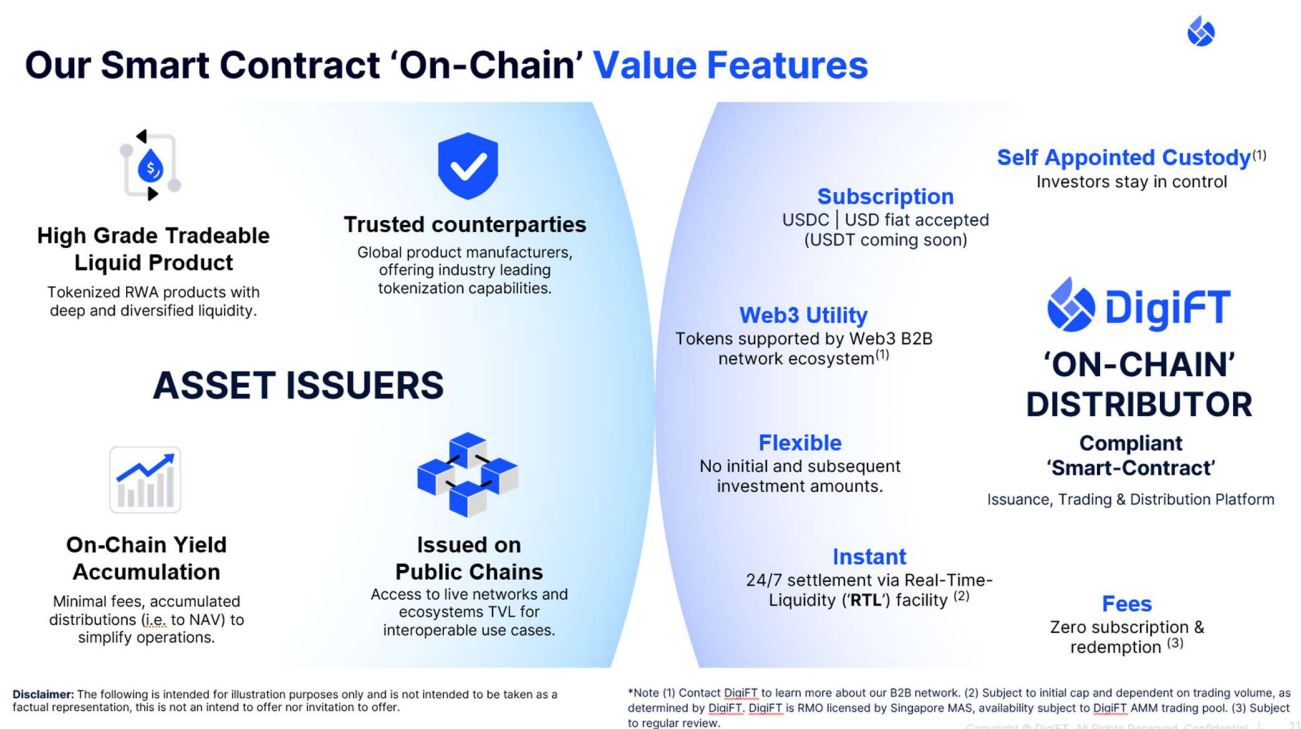 Our Smart Contract ‘On-Chain’ Value Features
$
High Grade Tradeable
Liquid Product
Tokenized RWA products with
deep and diversified liquidity.
Trusted counterparties
Global product manufacturers,
offering industry leading
tokenization capabilities.
ASSET ISSUERS
On-Chain Yield
Accumulation
Minimal fees, accumulated
distributions (i.e. to NAV) to
simplify operations.
Issued on
Public Chains
Access to live networks and
ecosystems TVL for
interoperable use cases.
Self Appointed Custody(1)
Investors stay in control
Subscription
USDC | USD fiat accepted
(USDT coming soon)
Web3 Utility
Tokens supported by Web3 B2B
network ecosystem(1)
Flexible
No initial and subsequent
investment amounts.
Instant
24/7 settlement via Real-Time-
Liquidity (‘RTL’) facility (2)
DigiFT
‘ON-CHAIN’
DISTRIBUTOR
Compliant
‘Smart-Contract’
Issuance, Trading & Distribution Platform
Fees
Zero subscription &
redemption (3)
Disclaimer: The following is intended for illustration purposes only and is not intended to be taken as a
factual representation, this is not an intend to offer nor invitation to offer.
*Note (1) Contact DigiFT to learn more about our B2B network. (2) Subject to initial cap and dependent on trading volume, as
determined by DigiFT. DigiFT is RMO licensed by Singapore MAS, availability subject to DigiFT AMM trading pool. (3) Subject
to regular review.
Copyright © DigiFT. All Rights Reserved. Confidential | 11